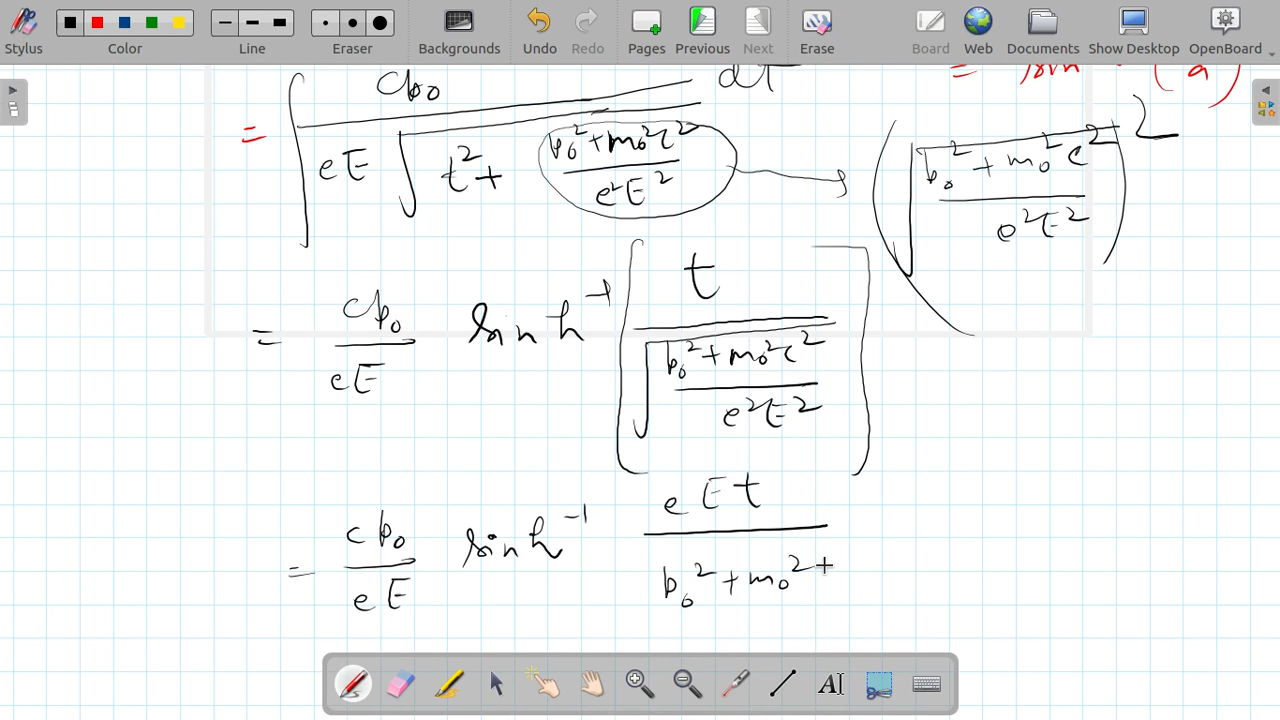 Stylus Color Line Eraser Backgrounds Undo Redo Pages Previous Next Erase Board Web Documents Show Desktop OpenBoard
= ∫ cp₀ / (eE √(t² + (p₀² + m₀²c²) / (e²E²))) dt → (√((p₀² + m₀²c²) / (e²E²)))²
= sin (a)
= cp₀ / eE sinh⁻¹ [t / √((p₀² + m₀²c²) / (e²E²))]
= cp₀ / eE sinh⁻¹ eEt / (p₀² + m₀² +